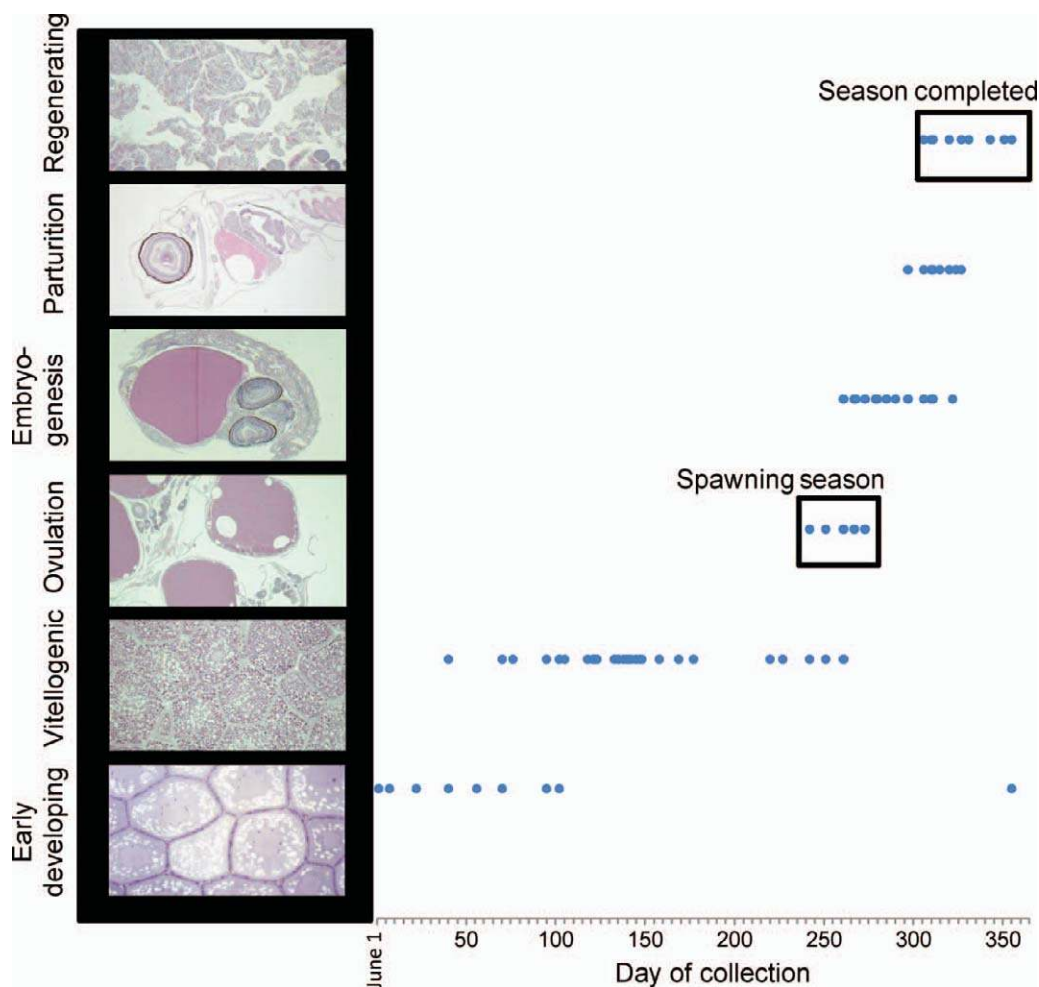 Regenerating
Parturition
Embryo-
genesis
Ovulation
Vitellogenic
Early
developing
Season completed
Spawning season
June 1
50
100
150
200
250
300
350
Day of collection